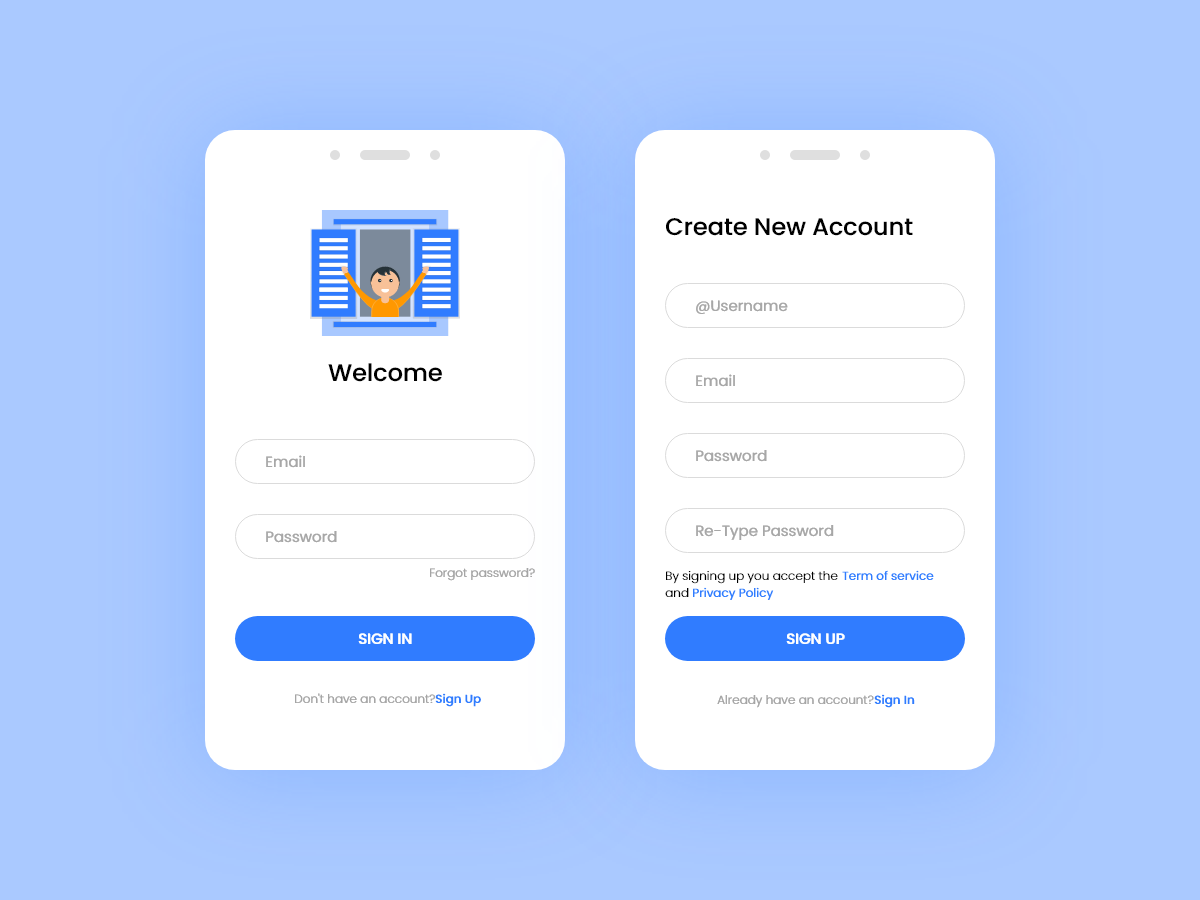 Welcome
Email
Password
Forgot password?
SIGN IN
Don't have an account?Sign Up
Create New Account
@Username
Email
Password
Re-Type Password
By signing up you accept the Term of service
and Privacy Policy
SIGN UP
Already have an account?Sign In